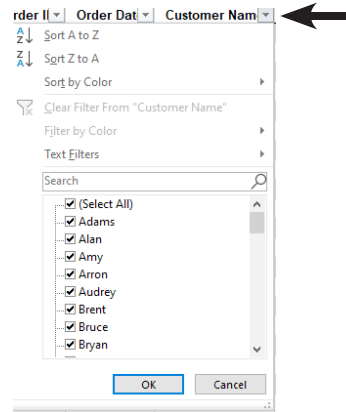 rder I Order Dat Customer Nam
Sort A to Z
Sort Z to A
Sort by Color
Clear Filter From "Customer Name"
Filter by Color
Text Filters
Search
(Select All)
Adams
Alan
Amy
Arron
Audrey
Brent
Bruce
Bryan
OK Cancel